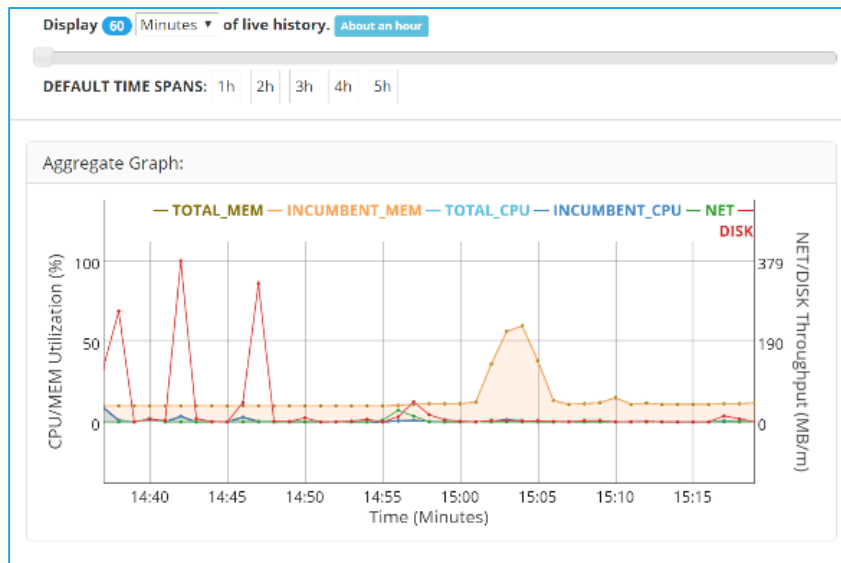 Display 60 Minutes ▼ of live history. About an hour
DEFAULT TIME SPANS: 1h 2h 3h 4h 5h
Aggregate Graph:
— TOTAL_MEM — INCUMBENT_MEM — TOTAL_CPU — INCUMBENT_CPU — NET —
DISK
CPU/MEM Utilization (%)
100
50
0
NET/DISK Throughput (MB/m)
379
190
0
14:40 14:45 14:50 14:55 15:00 15:05 15:10 15:15
Time (Minutes)